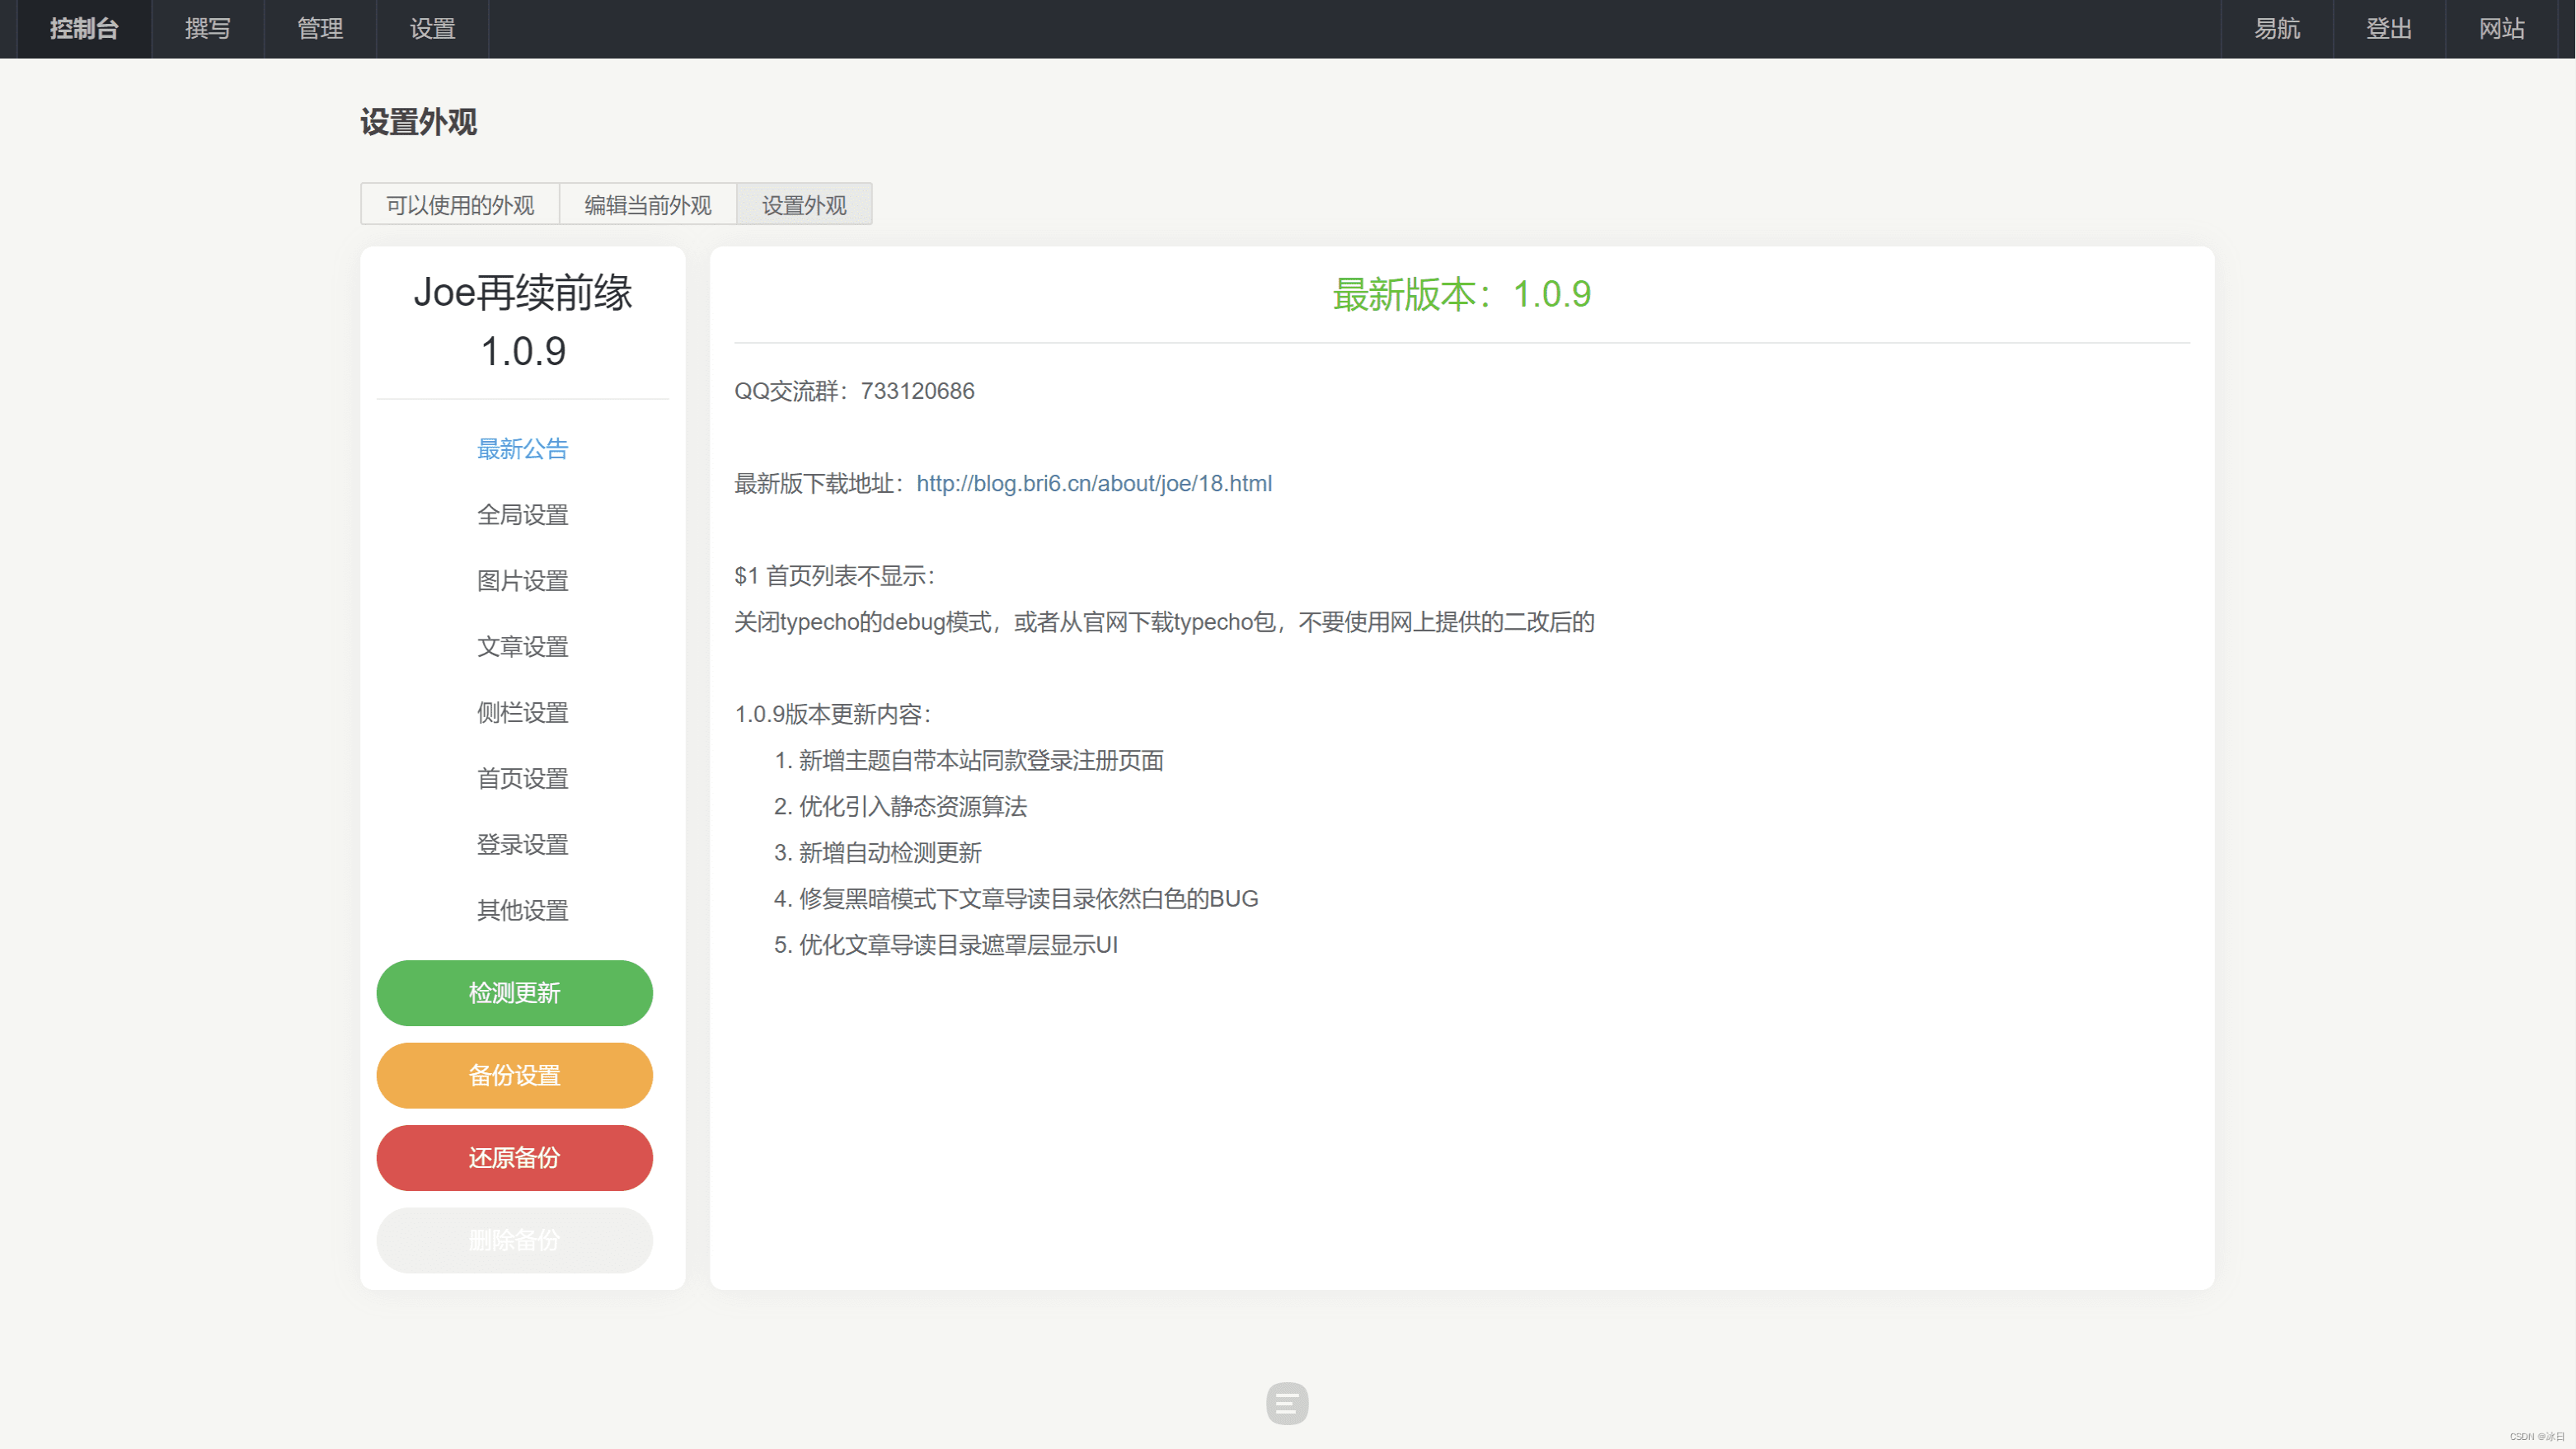 控制台
撰写
管理
设置
易航
登出
网站
设置外观
可以使用的外观
编辑当前外观
设置外观
Joe再续前缘
1.0.9
最新公告
全局设置
图片设置
文章设置
侧栏设置
首页设置
登录设置
其他设置
检测更新
备份设置
还原备份
删除备份
最新版本：1.0.9
QQ交流群：733120686
最新版下载地址：http://blog.bri6.cn/about/joe/18.html
$1 首页列表不显示：
关闭typecho的debug模式，或者从官网下载typecho包，不要使用网上提供的二改后的
1.0.9版本更新内容：
1. 新增主题自带本站同款登录注册页面
2. 优化引入静态资源算法
3. 新增自动检测更新
4. 修复黑暗模式下文章导读目录依然白色的BUG
5. 优化文章导读目录遮罩层显示UI
CSDN @冰日